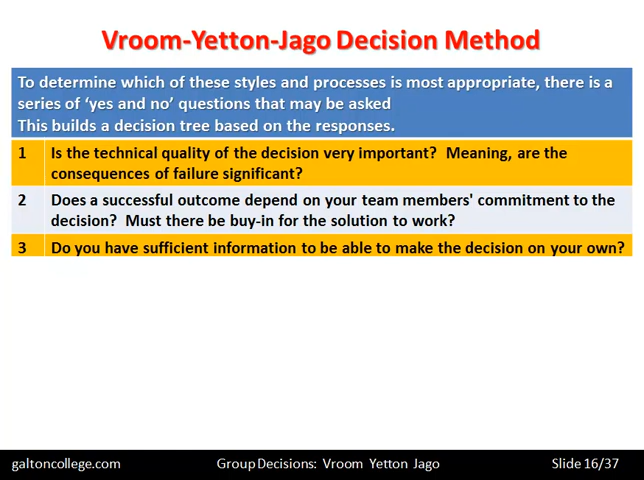 Vroom-Yetton-Jago Decision Method
To determine which of these styles and processes is most appropriate, there is a
series of ‘yes and no’ questions that may be asked
This builds a decision tree based on the responses.
1 Is the technical quality of the decision very important? Meaning, are the
consequences of failure significant?
2 Does a successful outcome depend on your team members' commitment to the
decision? Must there be buy-in for the solution to work?
3 Do you have sufficient information to be able to make the decision on your own?
galtoncollege.com Group Decisions: Vroom Yetton Jago Slide 16/37